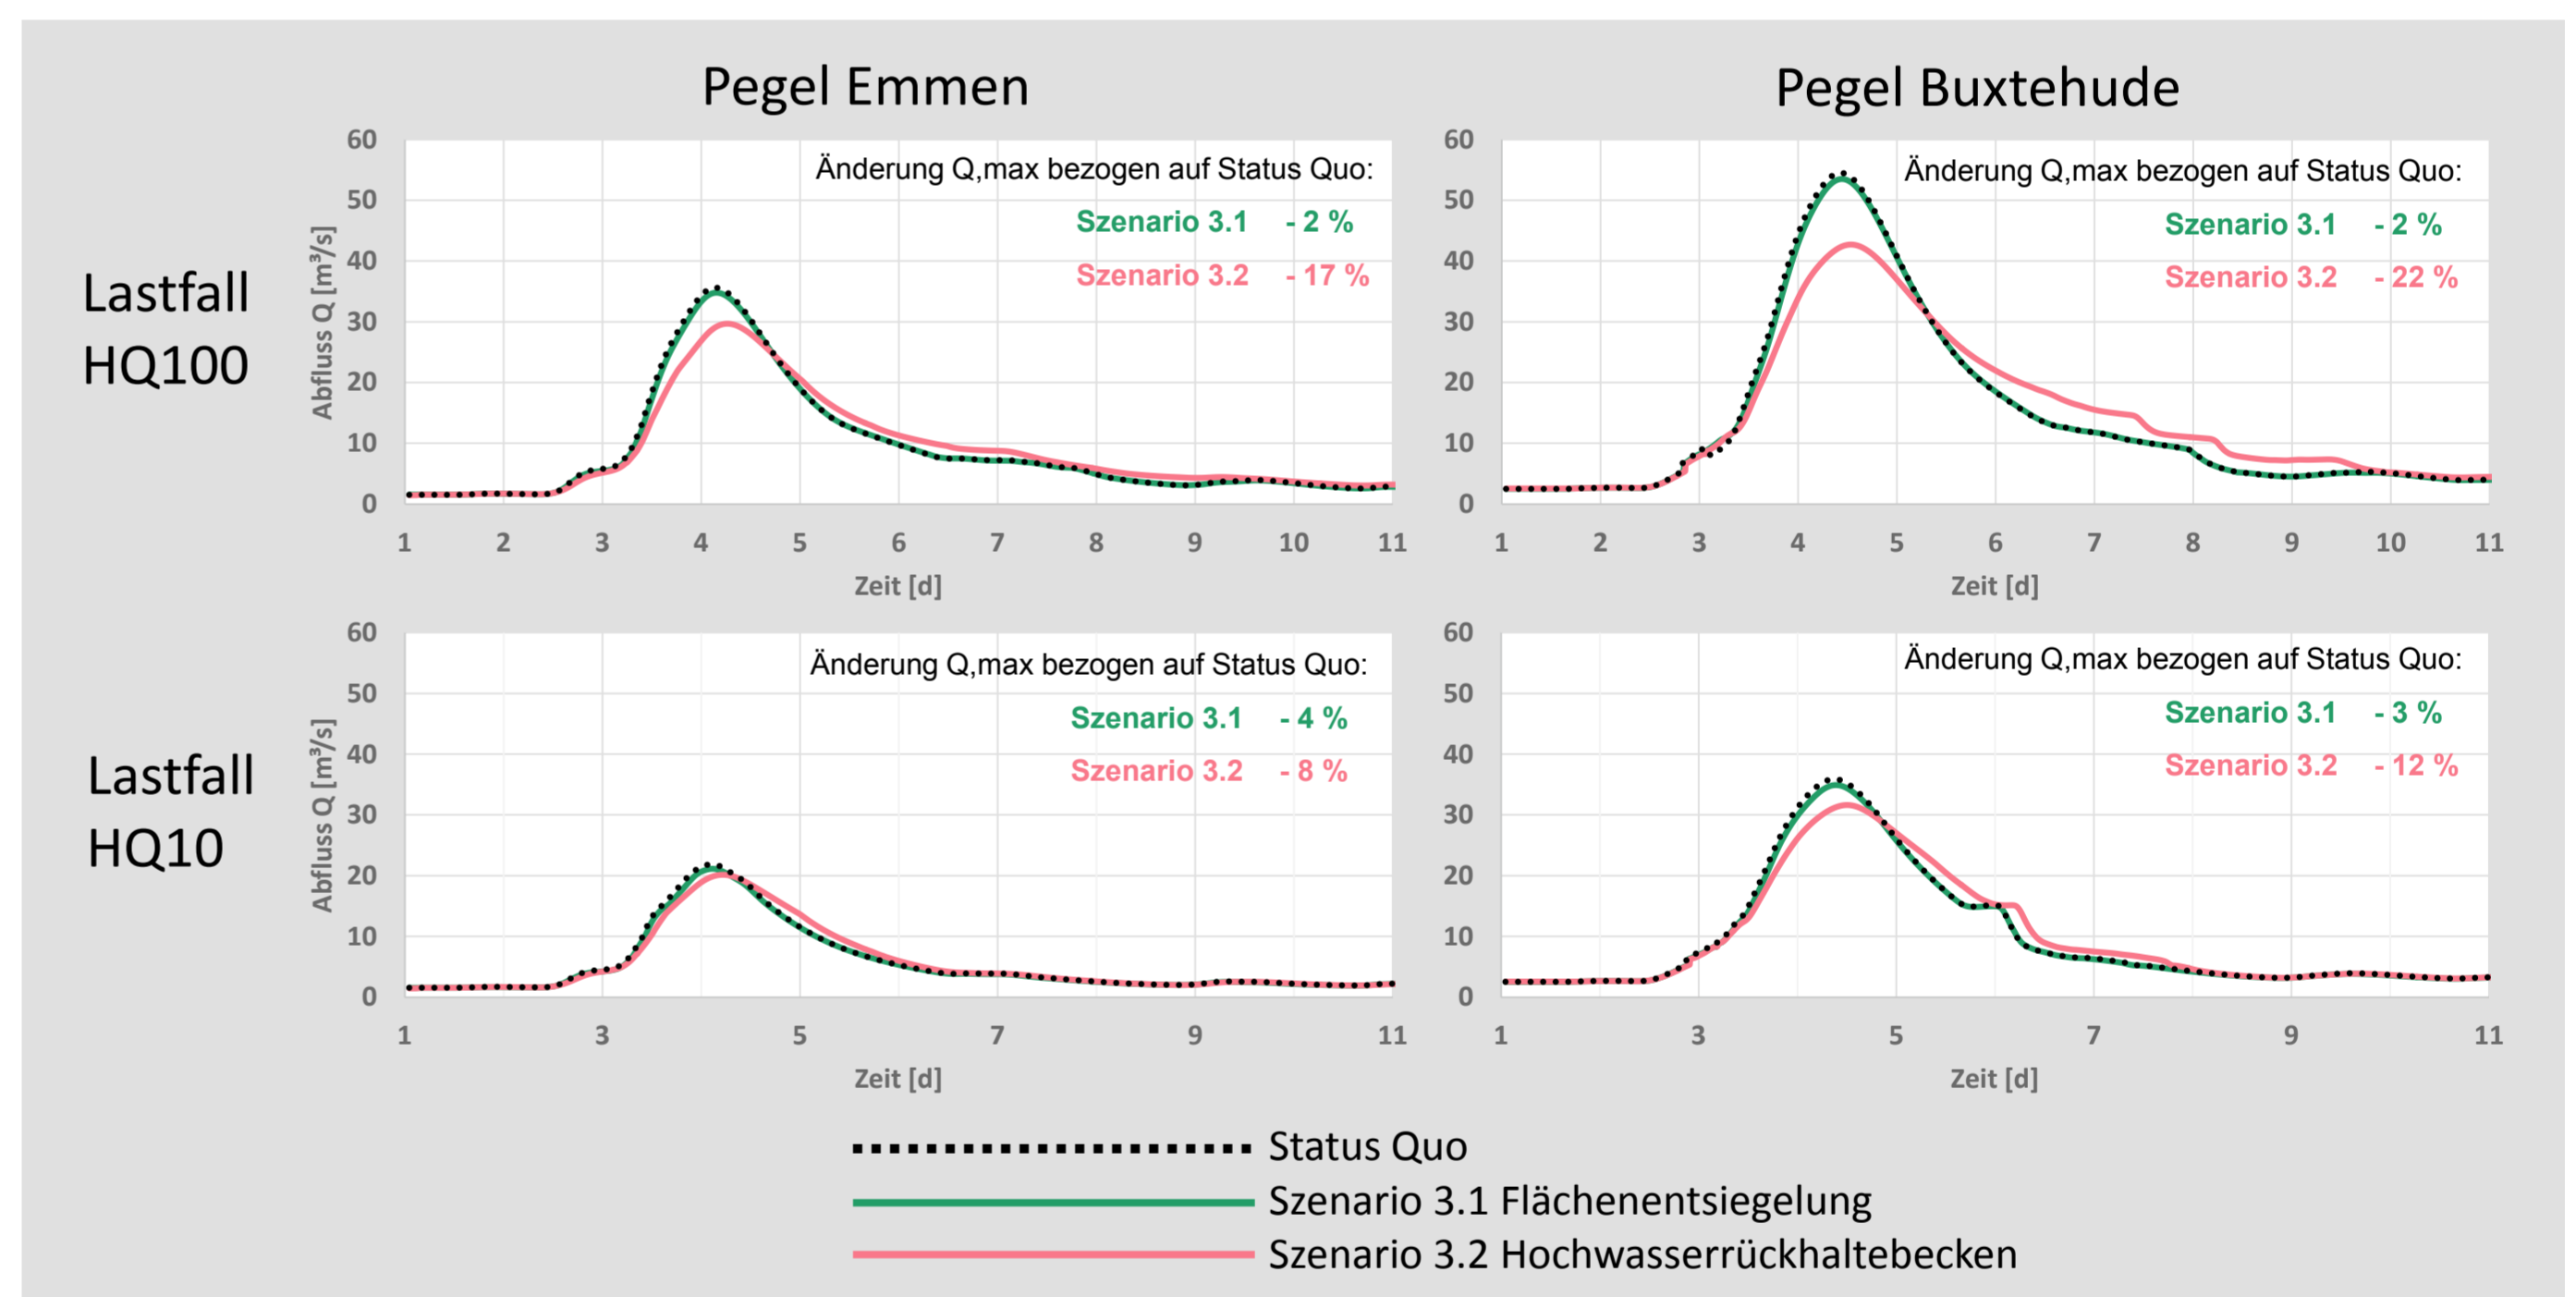 Pegel Emmen
Pegel Buxtehude
Lastfall
HQ100
Abfluss Q [m³/s]
60
50
40
30
20
10
0
Änderung Q,max bezogen auf Status Quo:
Szenario 3.1 - 2 %
Szenario 3.2 - 17 %
1 2 3 4 5 6 7 8 9 10 11
Zeit [d]
60
50
40
30
20
10
0
Änderung Q,max bezogen auf Status Quo:
Szenario 3.1 - 2 %
Szenario 3.2 - 22 %
1 2 3 4 5 6 7 8 9 10 11
Zeit [d]
Lastfall
HQ10
Abfluss Q [m³/s]
60
50
40
30
20
10
0
Änderung Q,max bezogen auf Status Quo:
Szenario 3.1 - 4 %
Szenario 3.2 - 8 %
1 3 5 7 9 11
Zeit [d]
60
50
40
30
20
10
0
Änderung Q,max bezogen auf Status Quo:
Szenario 3.1 - 3 %
Szenario 3.2 - 12 %
1 3 5 7 9 11
Zeit [d]
Status Quo
Szenario 3.1 Flächenentsiegelung
Szenario 3.2 Hochwasserrückhaltebecken